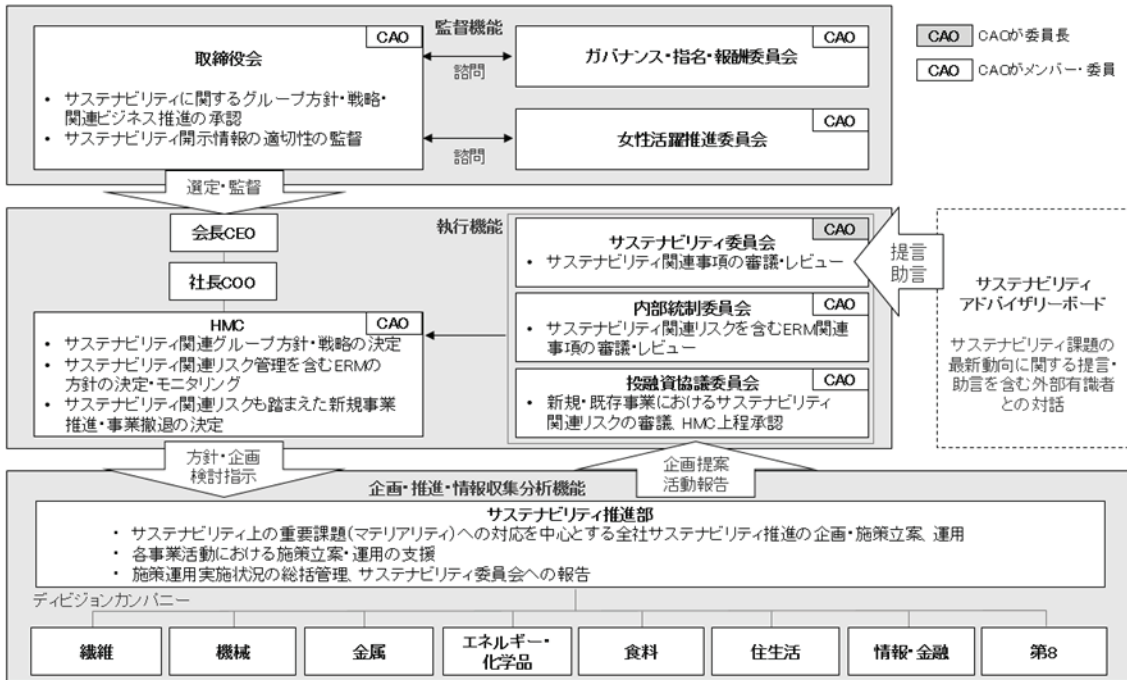 監督機能
CAO
取締役会
・ サステナビリティに関するグループ方針・戦略・
関連ビジネス推進の承認
・ サステナビリティ開示情報の適切性の監督
諮問
諮問
CAO
ガバナンス・指名・報酬委員会
CAO
女性活躍推進委員会
CAO CAOが委員長
CAO CAOがメンバー・委員
選定・監督
執行機能
会長CEO
社長COO
CAO
HMC
・ サステナビリティ関連グループ方針・戦略の決定
・ サステナビリティ関連リスク管理を含むERMの
方針の決定・モニタリング
・ サステナビリティ関連リスクも踏まえた新規事業
推進・事業撤退の決定
CAO
サステナビリティ委員会
・ サステナビリティ関連事項の審議・レビュー
CAO
内部統制委員会
・ サステナビリティ関連リスクを含むERM関連
事項の審議・レビュー
CAO
投融資協議委員会
・ 新規・既存事業におけるサステナビリティ
関連リスクの審議、HMC上程承認
提言
助言
サステナビリティ
アドバイザリーボード
サステナビリティ課題の
最新動向に関する提言・
助言を含む外部有識者
との対話
方針・企画
検討指示
企画提案
活動報告
企画・推進・情報収集分析機能
サステナビリティ推進部
・ サステナビリティ上の重要課題(マテリアリティ)への対応を中心とする全社サステナビリティ推進の企画・施策立案、運用
・ 各事業活動における施策立案・運用の支援
・ 施策運用実施状況の総括管理、サステナビリティ委員会への報告
ディビジョンカンパニー
繊維
機械
金属
エネルギー・
化学品
食料
住生活
情報・金融
第8